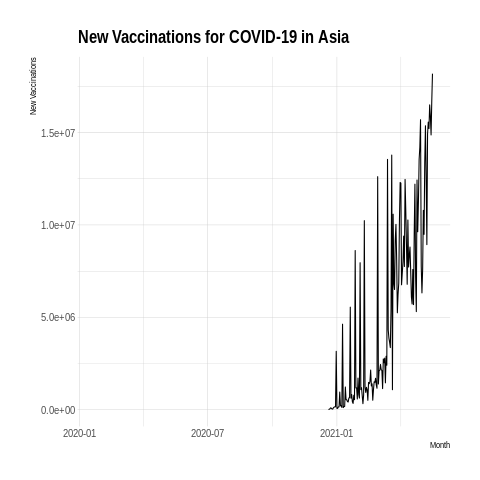 New Vaccinations for COVID-19 in Asia
New Vaccinations
1.5e+07
1.0e+07
5.0e+06
0.0e+00
2020-01
2020-07
2021-01
Month